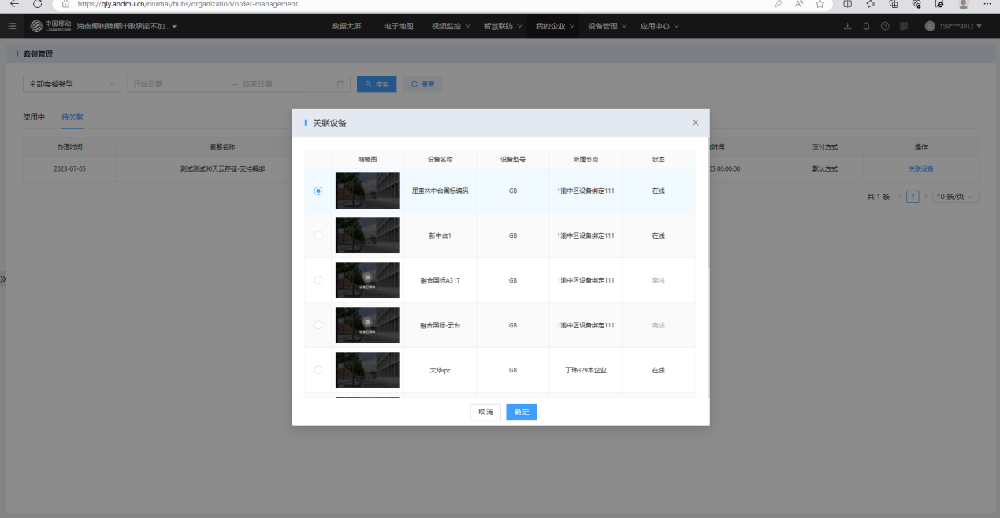 https://qly.andmu.cn/normal/hubs/organization/order-management
中国移动 China Mobile 海南椰树牌椰汁敢承诺不加... 数据大屏 电子地图 视频监控 智慧联防 我的企业 设备管理 应用中心 159****4912
套餐管理
全部套餐类型 开始日期 → 结束日期 搜索 重置
使用中 待关联
关联设备
办理时间 套餐名称 支付方式 操作
2023-07-05 测试测试90天云存储-支持解绑 05 00:00:00 默认方式 关联设备
共 1 条 1 10 条/页
缩略图 设备名称 设备型号 所属节点 状态
GB 1渝中区设备绑定111 在线
新中台1 GB 1渝中区设备绑定111 在线
融合国标A317 GB 1渝中区设备绑定111 离线
设备已离线
融合国标-云台 GB 1渝中区设备绑定111 离线
设备已离线
大华ipc GB 丁玮329本企业 在线
取消 确定